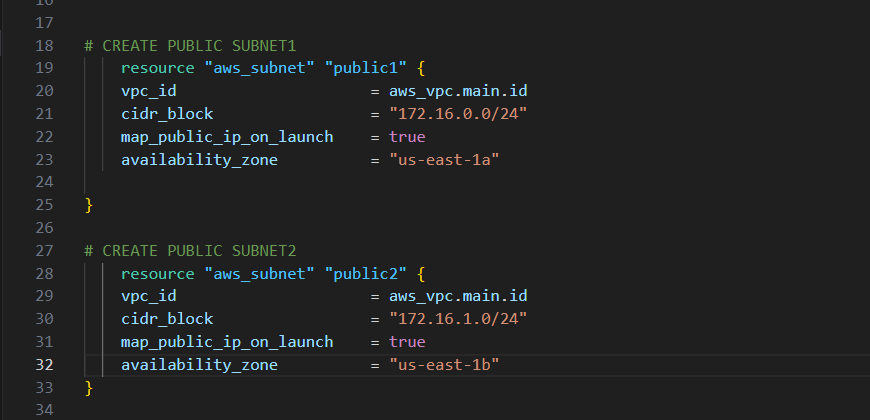 16
17
18 # CREATE PUBLIC SUBNET1
19 resource "aws_subnet" "public1" {
20 vpc_id = aws_vpc.main.id
21 cidr_block = "172.16.0.0/24"
22 map_public_ip_on_launch = true
23 availability_zone = "us-east-1a"
24
25 }
26
27 # CREATE PUBLIC SUBNET2
28 resource "aws_subnet" "public2" {
29 vpc_id = aws_vpc.main.id
30 cidr_block = "172.16.1.0/24"
31 map_public_ip_on_launch = true
32 availability_zone = "us-east-1b"
33 }
34